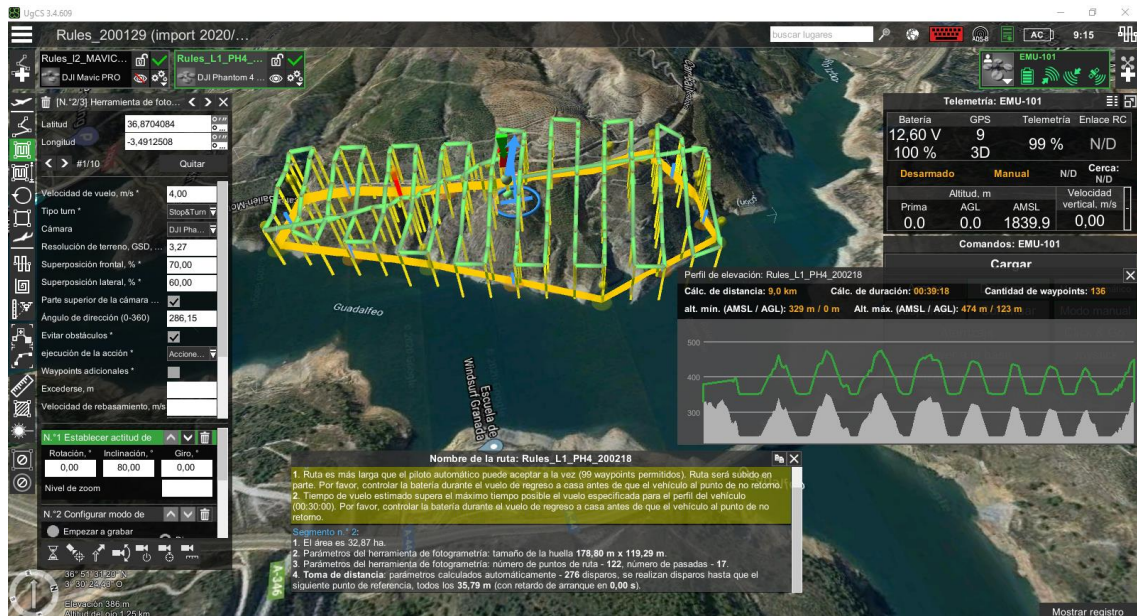 UgCS 3.4.609
Rules_200129 (import 2020/…
buscar lugares
ADS-B
AC
9:15
Rules_I2_MAVIC...
DJI Mavic PRO
Rules_L1_PH4_...
DJI Phantom 4 ...
EMU-101
[N.°2/3] Herramienta de foto...
Latitud 36,8704084
Longitud -3,4912508
#1/10 Quitar
Velocidad de vuelo, m/s * 4,00
Tipo turn * Stop&Turn
Cámara DJI Pha...
Resolución de terreno, GSD, ... 3,27
Superposición frontal, % * 70,00
Superposición lateral, % * 60,00
Parte superior de la cámara ...
Ángulo de dirección (0-360) 286,15
Evitar obstáculos *
ejecución de la acción * Accione...
Waypoints adicionales *
Excederse, m
Velocidad de rebasamiento, m/s
N.°1 Establecer actitud de
Rotación, ° Inclinación, ° Giro, °
0,00 80,00 0,00
Nivel de zoom
N.°2 Configurar modo de
Empezar a grabar
Elevación 386 m
Altitud del ojo 1,25 km
Guadalfeo
Escuela de
Windsurf Granada
A-346
Telemetría: EMU-101
Batería GPS Telemetría Enlace RC
12,60 V 9 99 % N/D
100 % 3D
Desarmado Manual N/D Cerca:
N/D
Altitud, m Velocidad
Prima AGL AMSL vertical, m/s
0.0 0.0 1839.9 0,00
Comandos: EMU-101
Cargar
Modo manual
Perfil de elevación: Rules_L1_PH4_200218
Cálc. de distancia: 9,0 km Cálc. de duración: 00:39:18 Cantidad de waypoints: 136
alt. mín. (AMSL / AGL): 329 m / 0 m Alt. máx. (AMSL / AGL): 474 m / 123 m
500
400
300
Nombre de la ruta: Rules_L1_PH4_200218
1. Ruta es más larga que el piloto automático puede aceptar a la vez (99 waypoints permitidos). Ruta será subido en
parte. Por favor, controlar la batería durante el vuelo de regreso a casa antes de que el vehículo al punto de no retorno.
2. Tiempo de vuelo estimado supera el máximo tiempo posible el vuelo especificada para el perfil del vehículo
(00:30:00). Por favor, controlar la batería durante el vuelo de regreso a casa antes de que el vehículo al punto de no
retorno.
Segmento n.° 2:
1. El área es 32,87 ha.
2. Parámetros del herramienta de fotogrametría: tamaño de la huella 178,80 m x 119,29 m.
3. Parámetros del herramienta de fotogrametría: número de puntos de ruta - 122, número de pasadas - 17.
4. Toma de distancia: parámetros calculados automáticamente - 276 disparos, se realizan disparos hasta que el
siguiente punto de referencia, todos los 35,79 m (con retardo de arranque en 0,00 s).
Mostrar registro